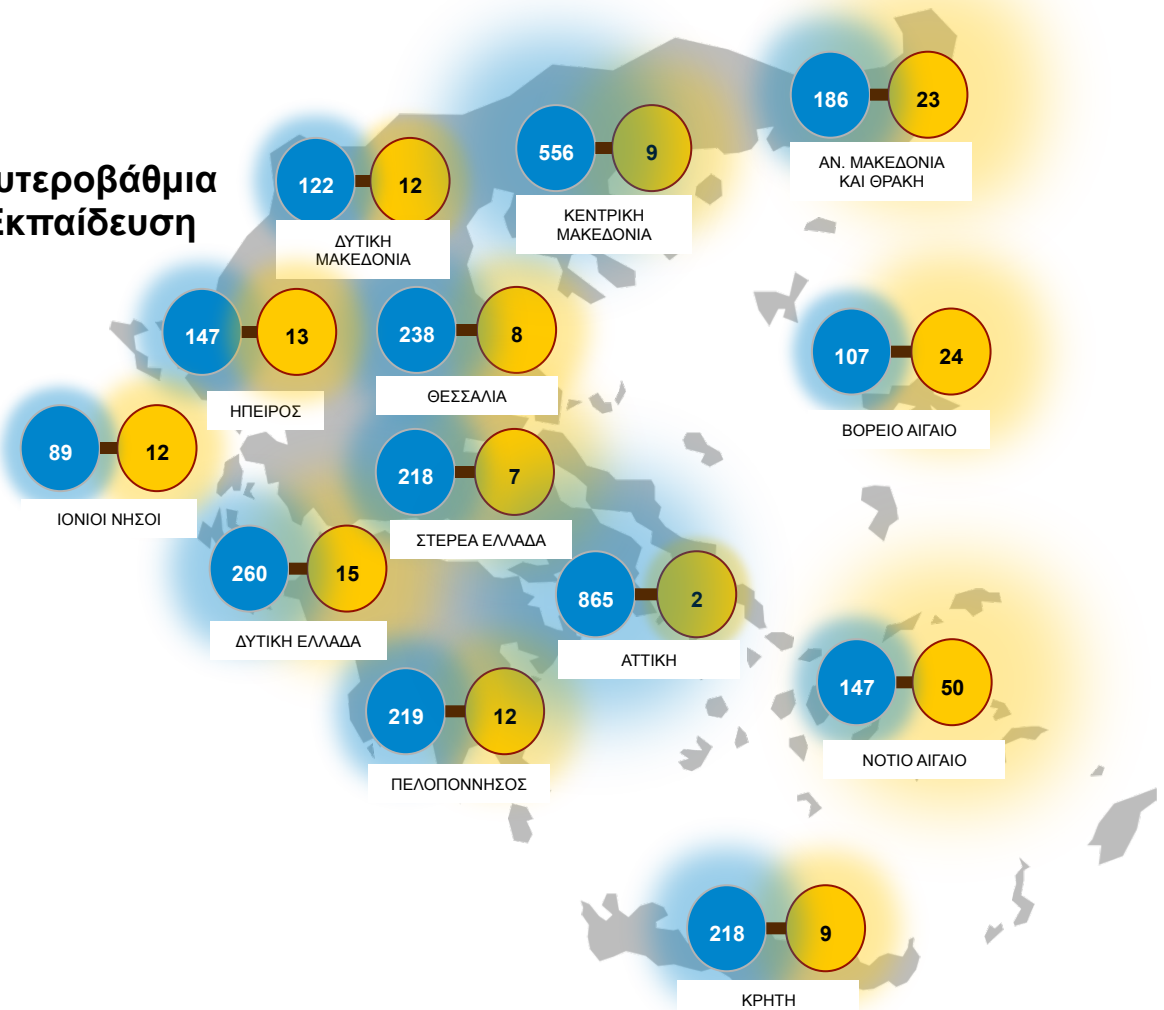 186 23
ΑΝ. ΜΑΚΕΔΟΝΙΑ
ΚΑΙ ΘΡΑΚΗ
556 9
ΚΕΝΤΡΙΚΗ
ΜΑΚΕΔΟΝΙΑ
122 12
ΔΥΤΙΚΗ
ΜΑΚΕΔΟΝΙΑ
υτεροβάθμια
Εκπαίδευση
147 13
ΗΠΕΙΡΟΣ
238 8
ΘΕΣΣΑΛΙΑ
107 24
ΒΟΡΕΙΟ ΑΙΓΑΙΟ
89 12
ΙΟΝΙΟΙ ΝΗΣΟΙ
218 7
ΣΤΕΡΕΑ ΕΛΛΑΔΑ
260 15
ΔΥΤΙΚΗ ΕΛΛΑΔΑ
865 2
ΑΤΤΙΚΗ
147 50
ΝΟΤΙΟ ΑΙΓΑΙΟ
219 12
ΠΕΛΟΠΟΝΝΗΣΟΣ
218 9
ΚΡΗΤΗ